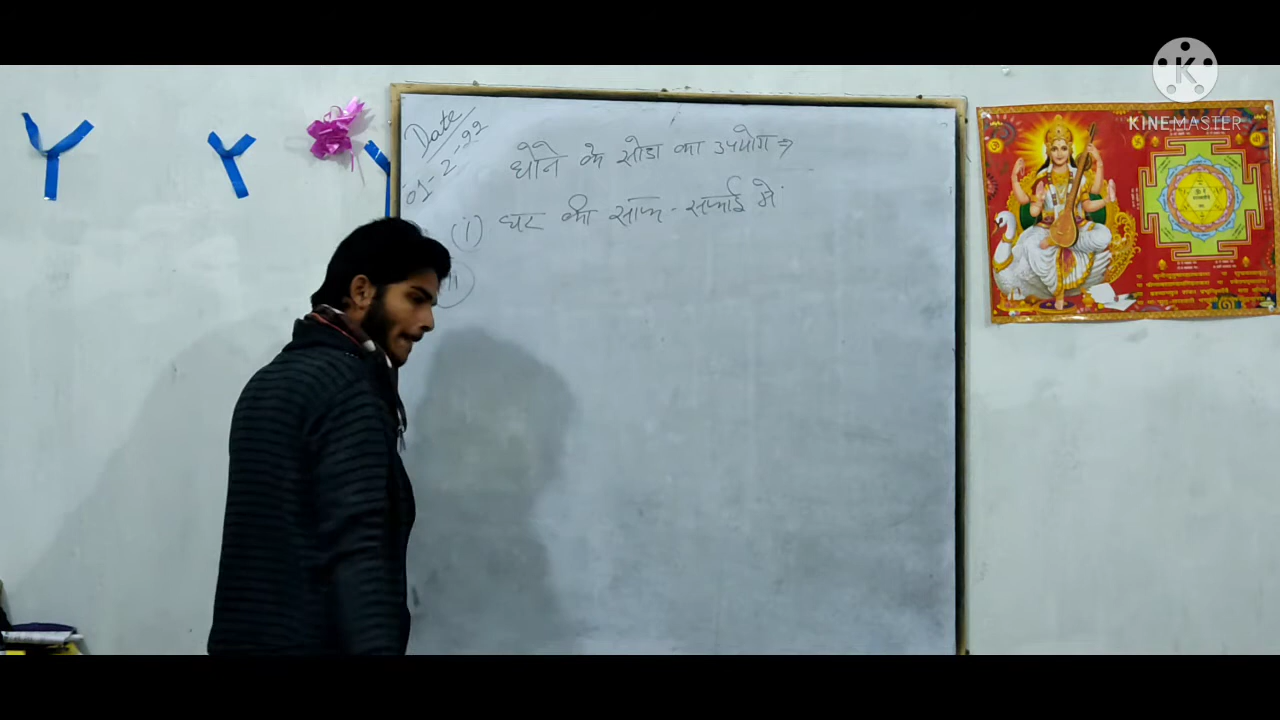 Date
01-2-22
धोने के सोडा का उपयोग ⇒
(i) घर की साफ-सफाई में
(ii)
KINEMASTER